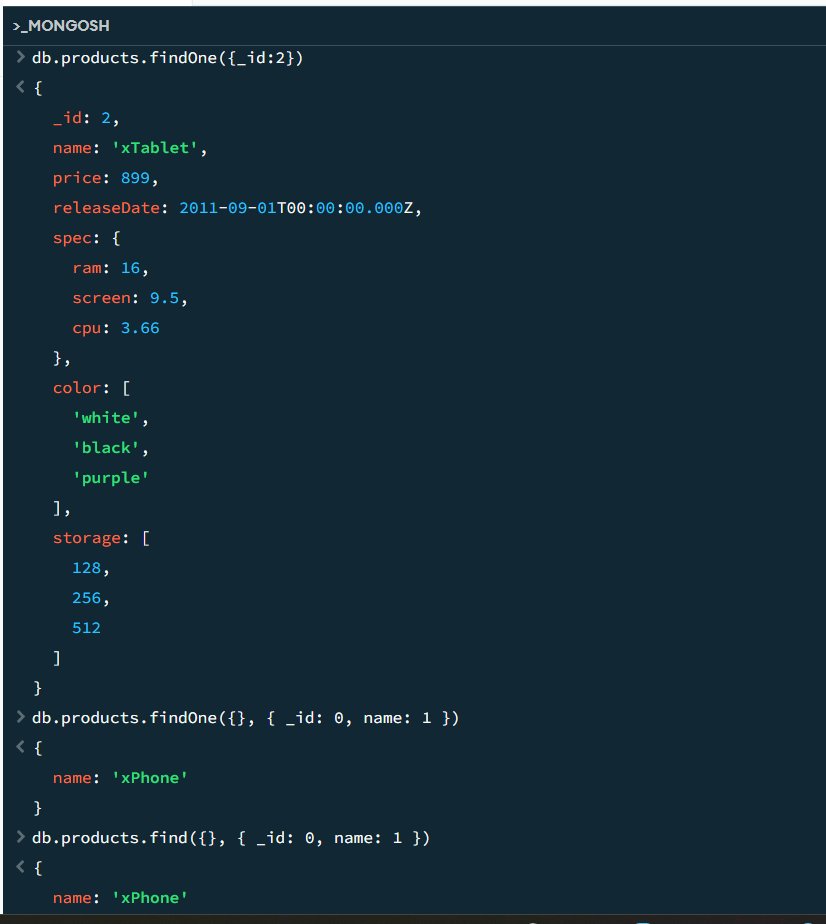 >_MONGOSH
> db.products.findOne({_id:2})
< {
    _id: 2,
    name: 'xTablet',
    price: 899,
    releaseDate: 2011-09-01T00:00:00.000Z,
    spec: {
      ram: 16,
      screen: 9.5,
      cpu: 3.66
    },
    color: [
      'white',
      'black',
      'purple'
    ],
    storage: [
      128,
      256,
      512
    ]
  }
> db.products.findOne({}, { _id: 0, name: 1 })
< {
    name: 'xPhone'
  }
> db.products.find({}, { _id: 0, name: 1 })
< {
    name: 'xPhone'